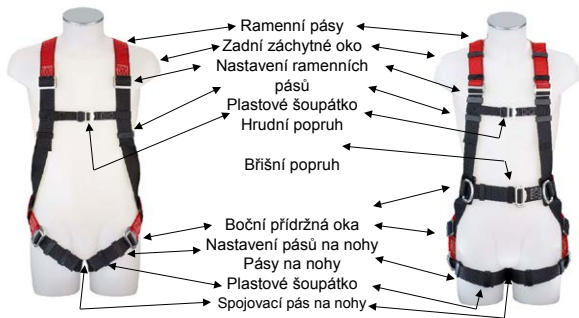 Ramenní pásy
Zadní záchytné oko
Nastavení ramenních
pásů
Plastové šoupátko
Hrudní popruh
Břišní popruh
Boční přídržná oka
Nastavení pásů na nohy
Pásy na nohy
Plastové šoupátko
Spojovací pás na nohy